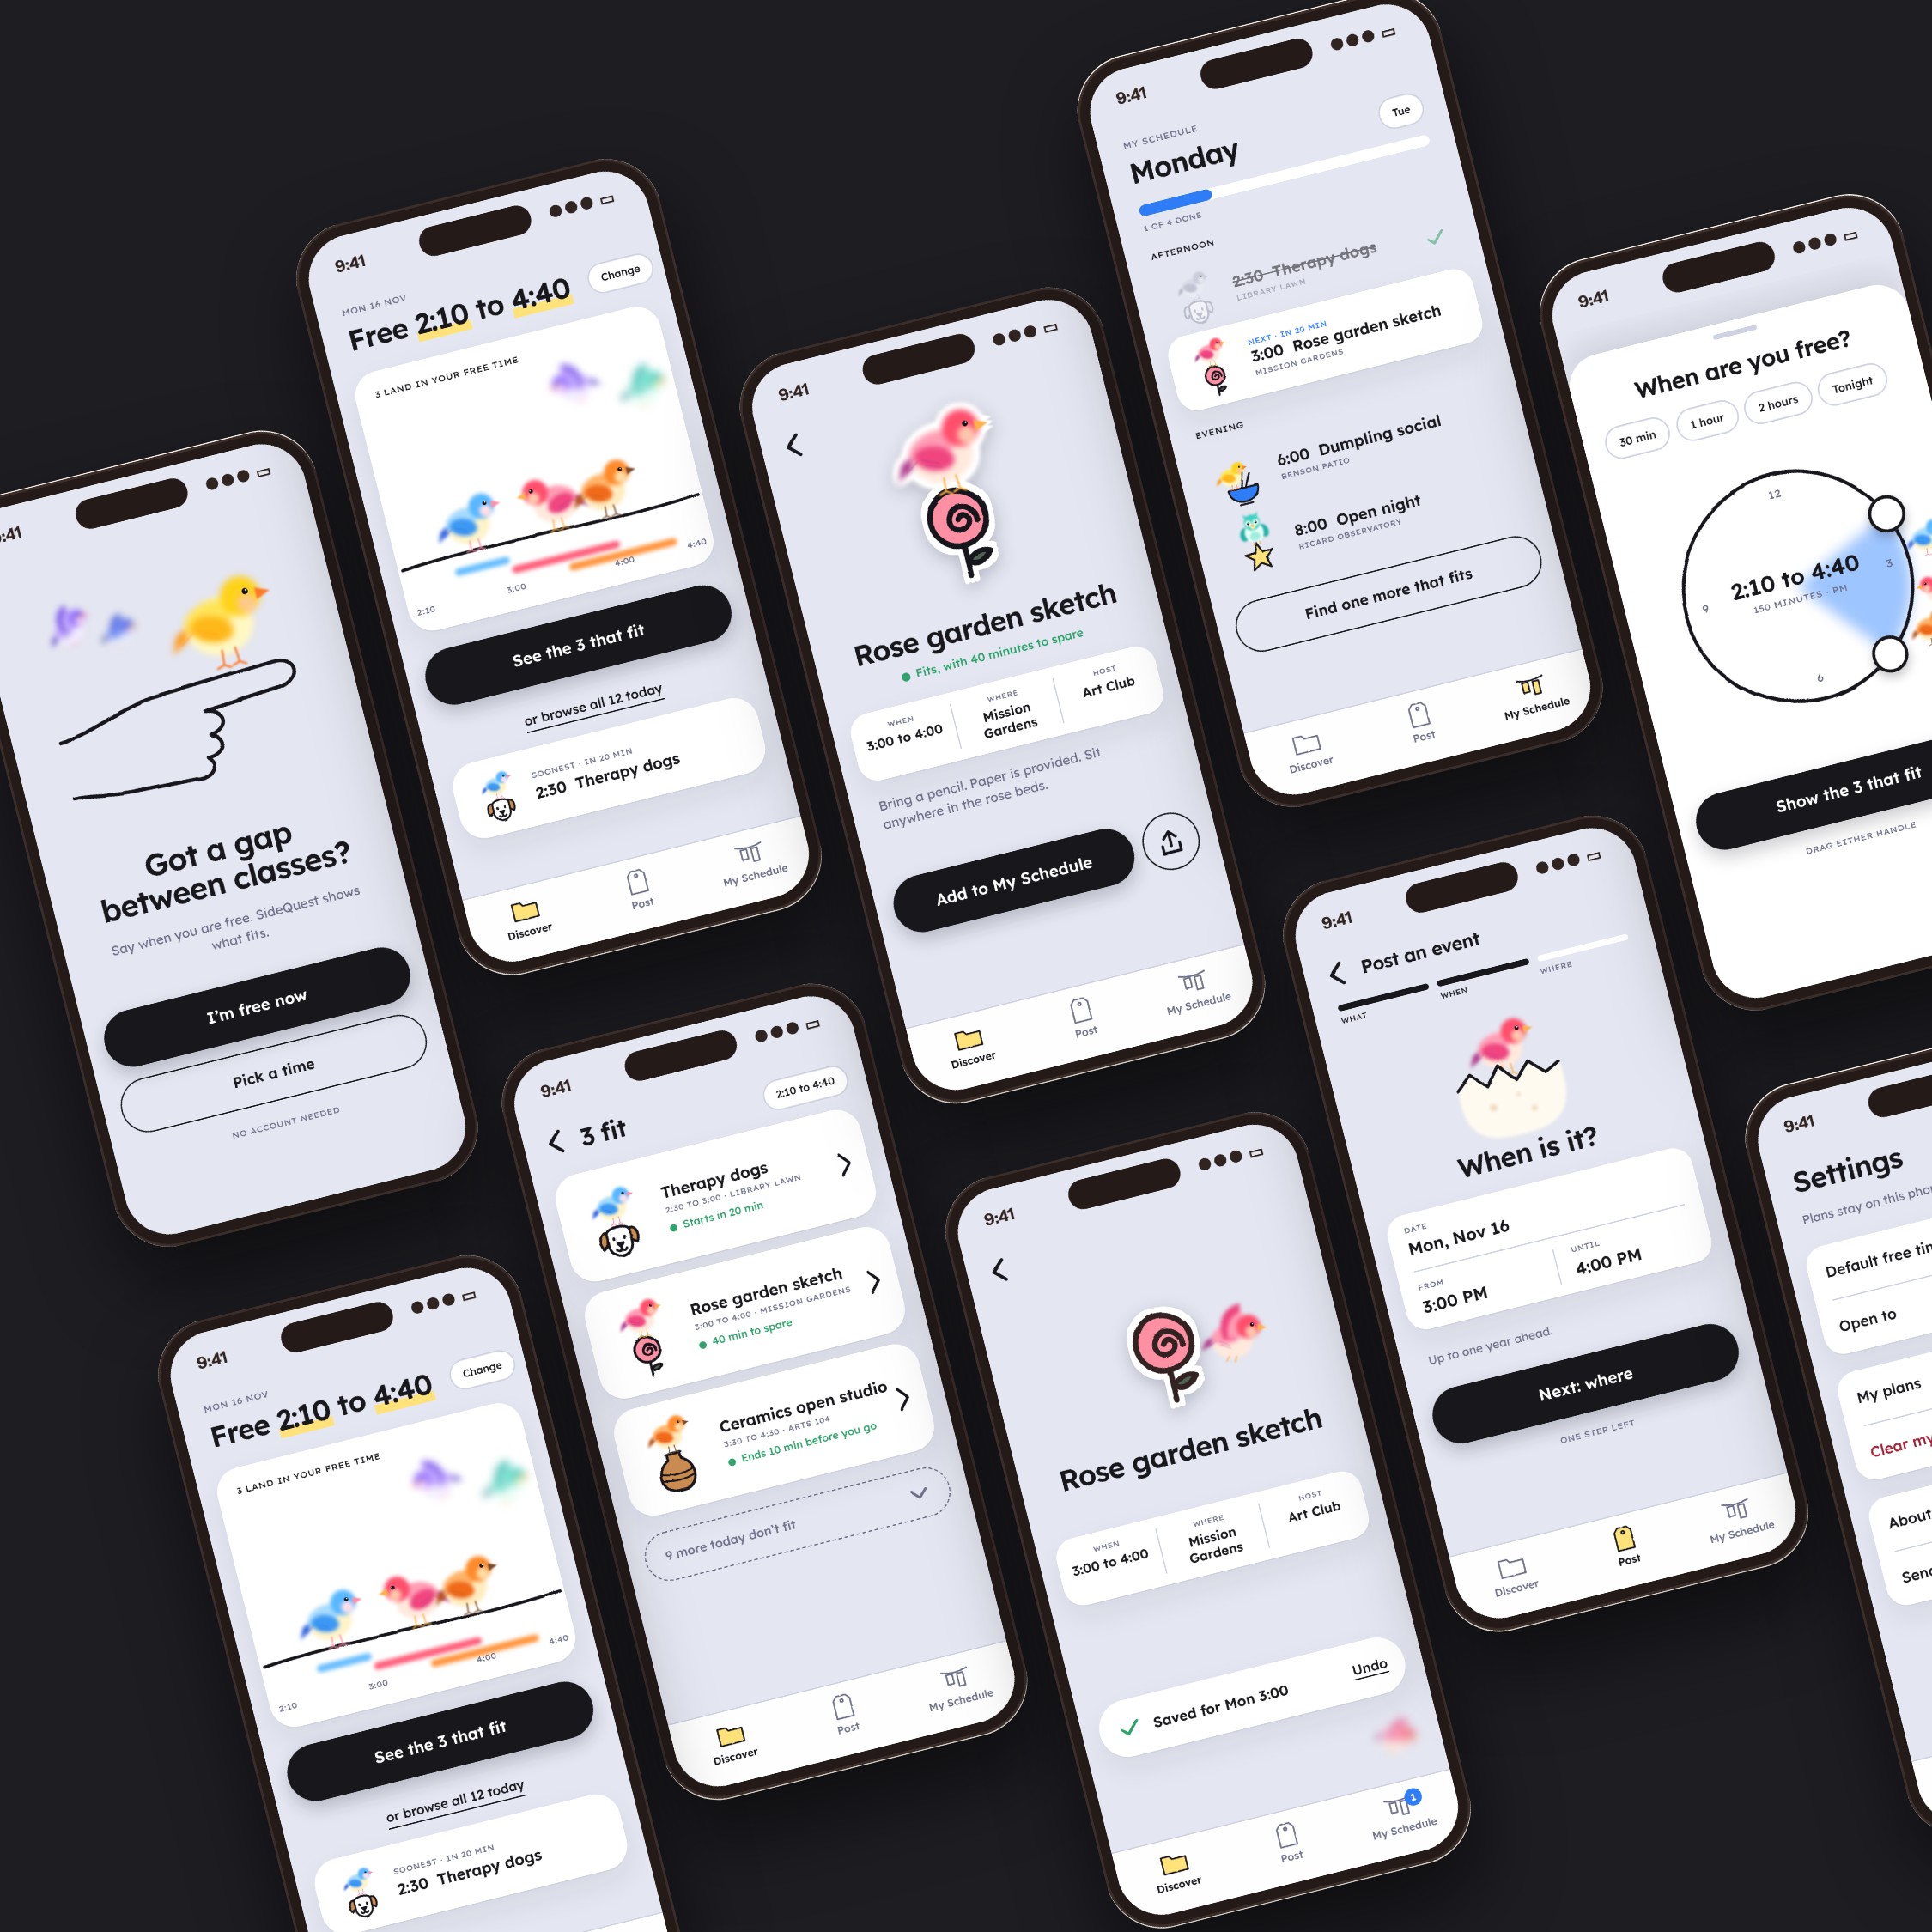 9:41
Got a gap
between classes?
Say when you are free. SideQuest shows
what fits.
I'm free now
Pick a time
NO ACCOUNT NEEDED
9:41
MON 16 NOV
Free 2:10 to 4:40
Change
3 LAND IN YOUR FREE TIME
2:10
3:00
4:00
4:40
See the 3 that fit
or browse all 12 today
SOONEST · IN 20 MIN
2:30 Therapy dogs
Discover
Post
My Schedule
9:41
Rose garden sketch
Fits, with 40 minutes to spare
WHEN
3:00 to 4:00
WHERE
Mission
Gardens
HOST
Art Club
Bring a pencil. Paper is provided. Sit
anywhere in the rose beds.
Add to My Schedule
Discover
Post
My Schedule
9:41
MY SCHEDULE
Monday
Tue
1 OF 4 DONE
AFTERNOON
2:30 Therapy dogs
LIBRARY LAWN
NEXT · IN 20 MIN
3:00 Rose garden sketch
MISSION GARDENS
EVENING
6:00 Dumpling social
BENSON PATIO
8:00 Open night
RICARD OBSERVATORY
Find one more that fits
Discover
Post
My Schedule
9:41
When are you free?
30 min
1 hour
2 hours
Tonight
12
3
6
9
2:10 to 4:40
150 MINUTES · PM
Show the 3 that fit
DRAG EITHER HANDLE
9:41
MON 16 NOV
Free 2:10 to 4:40
Change
3 LAND IN YOUR FREE TIME
2:10
3:00
4:00
4:40
See the 3 that fit
or browse all 12 today
SOONEST · IN 20 MIN
2:30 Therapy dogs
9:41
3 fit
2:10 to 4:40
Therapy dogs
2:30 TO 3:00 · LIBRARY LAWN
Starts in 20 min
Rose garden sketch
3:00 TO 4:00 · MISSION GARDENS
40 min to spare
Ceramics open studio
3:30 TO 4:30 · ARTS 104
Ends 10 min before you go
9 more today don't fit
Discover
Post
My Schedule
9:41
Rose garden sketch
WHEN
3:00 to 4:00
WHERE
Mission
Gardens
HOST
Art Club
Saved for Mon 3:00
Undo
Discover
Post
1
My Schedule
9:41
Post an event
WHAT
WHEN
WHERE
When is it?
DATE
Mon, Nov 16
FROM
3:00 PM
UNTIL
4:00 PM
Up to one year ahead.
Next: where
ONE STEP LEFT
Discover
Post
My Schedule
9:41
Settings
Plans stay on this
Default free
Open to
My plans
Clear my
About